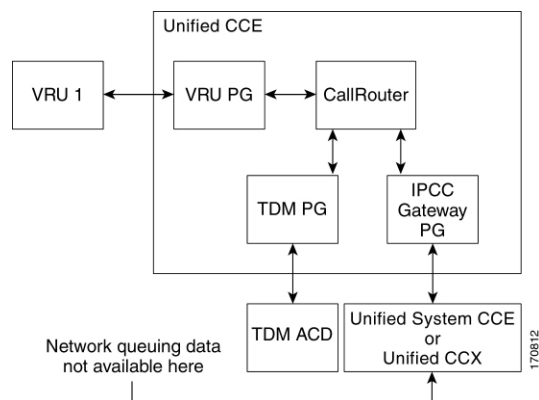 Unified CCE
VRU 1
VRU PG
CallRouter
TDM PG
IPCC
Gateway
PG
TDM ACD
Unified System CCE
or
Unified CCX
Network queuing data
not available here
170812